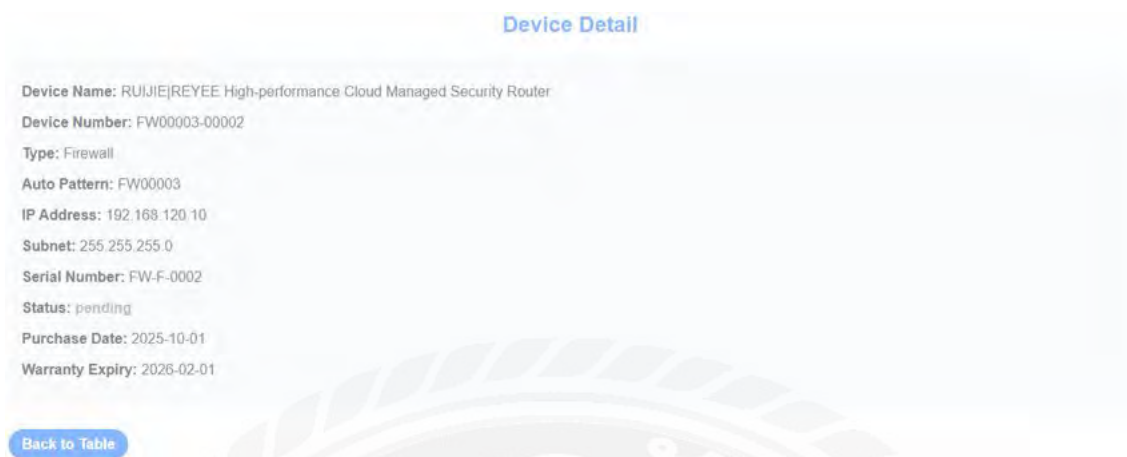 Device Detail
Device Name: RUIJIE|REYEE High-performance Cloud Managed Security Router
Device Number: FW00003-00002
Type: Firewall
Auto Pattern: FW00003
IP Address: 192.168.120.10
Subnet: 255.255.255.0
Serial Number: FW-F-0002
Status: pending
Purchase Date: 2025-10-01
Warranty Expiry: 2026-02-01
Back to Table